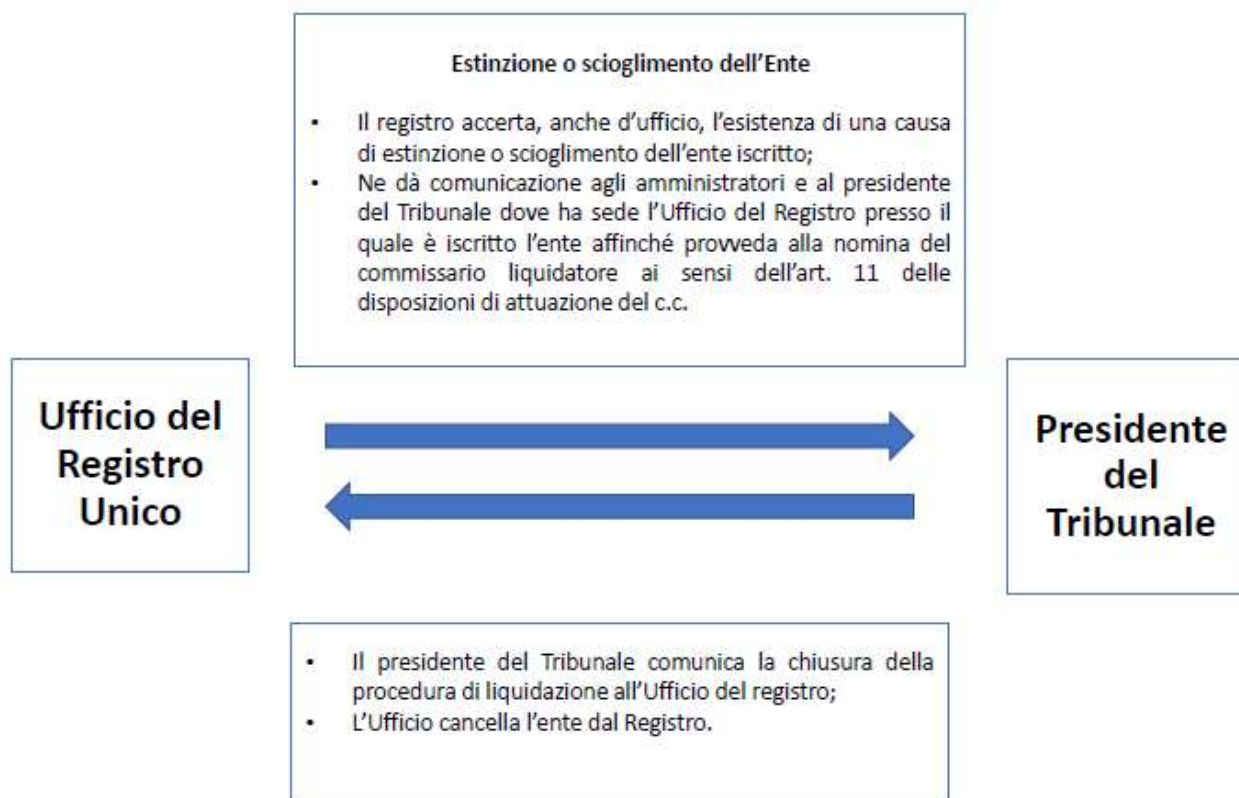 Estinzione o scioglimento dell'Ente
• Il registro accerta, anche d'ufficio, l'esistenza di una causa
di estinzione o scioglimento dell'ente iscritto;
• Ne dà comunicazione agli amministratori e al presidente
del Tribunale dove ha sede l'Ufficio del Registro presso il
quale è iscritto l'ente affinché provveda alla nomina del
commissario liquidatore ai sensi dell'art. 11 delle
disposizioni di attuazione del c.c.
Ufficio del
Registro
Unico
Presidente
del
Tribunale
• Il presidente del Tribunale comunica la chiusura della
procedura di liquidazione all'Ufficio del registro;
• L'Ufficio cancella l'ente dal Registro.